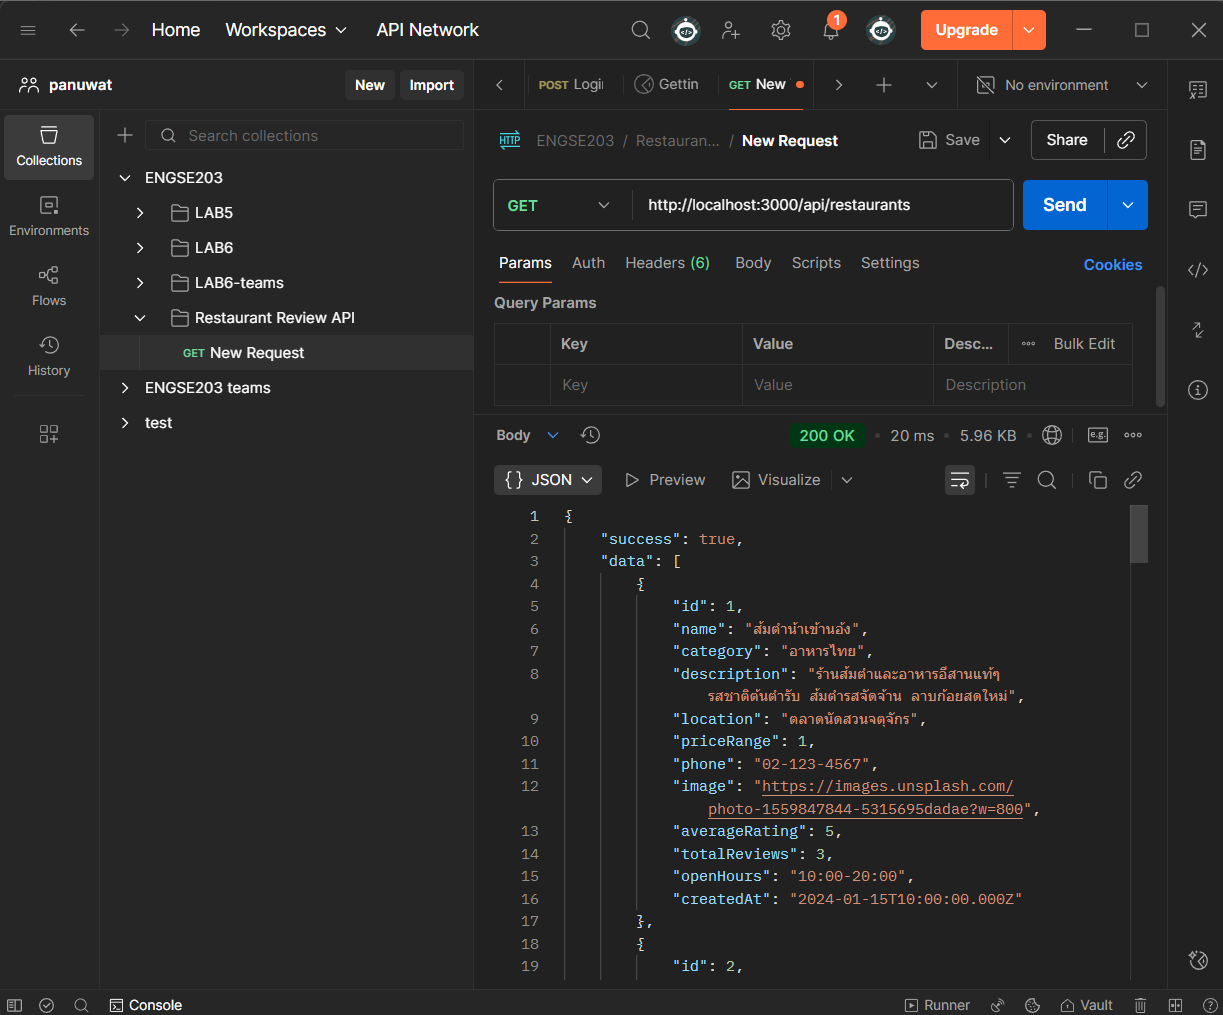 Home
Workspaces
API Network
1
Upgrade
panuwat
New
Import
POST Logi
Gettin
GET New
No environment
Collections
Environments
Flows
History
Search collections
ENGSE203
LAB5
LAB6
LAB6-teams
Restaurant Review API
GET New Request
ENGSE203 teams
test
HTTP
ENGSE203 / Restauran... / New Request
Save
Share
GET
http://localhost:3000/api/restaurants
Send
Params
Auth
Headers (6)
Body
Scripts
Settings
Cookies
Query Params
Key
Value
Desc...
Bulk Edit
Key
Value
Description
Body
200 OK
20 ms
5.96 KB
e.g.
{} JSON
Preview
Visualize
1 {
2 "success": true,
3 "data": [
4 {
5 "id": 1,
6 "name": "ส้มตำน้าเข้านอ้ง",
7 "category": "อาหารไทย",
8 "description": "ร้านส้มตำและอาหารอีสานแท้ๆ
รสชาติต้นตำรับ ส้มตำรสจัดจ้าน ลาบก้อยสดใหม่",
9 "location": "ตลาดนัดสวนจตุจักร",
10 "priceRange": 1,
11 "phone": "02-123-4567",
12 "image": "https://images.unsplash.com/
photo-1559847844-5315695dadae?w=800",
13 "averageRating": 5,
14 "totalReviews": 3,
15 "openHours": "10:00-20:00",
16 "createdAt": "2024-01-15T10:00:00.000Z"
17 },
18 {
19 "id": 2,
Console
Runner
Vault